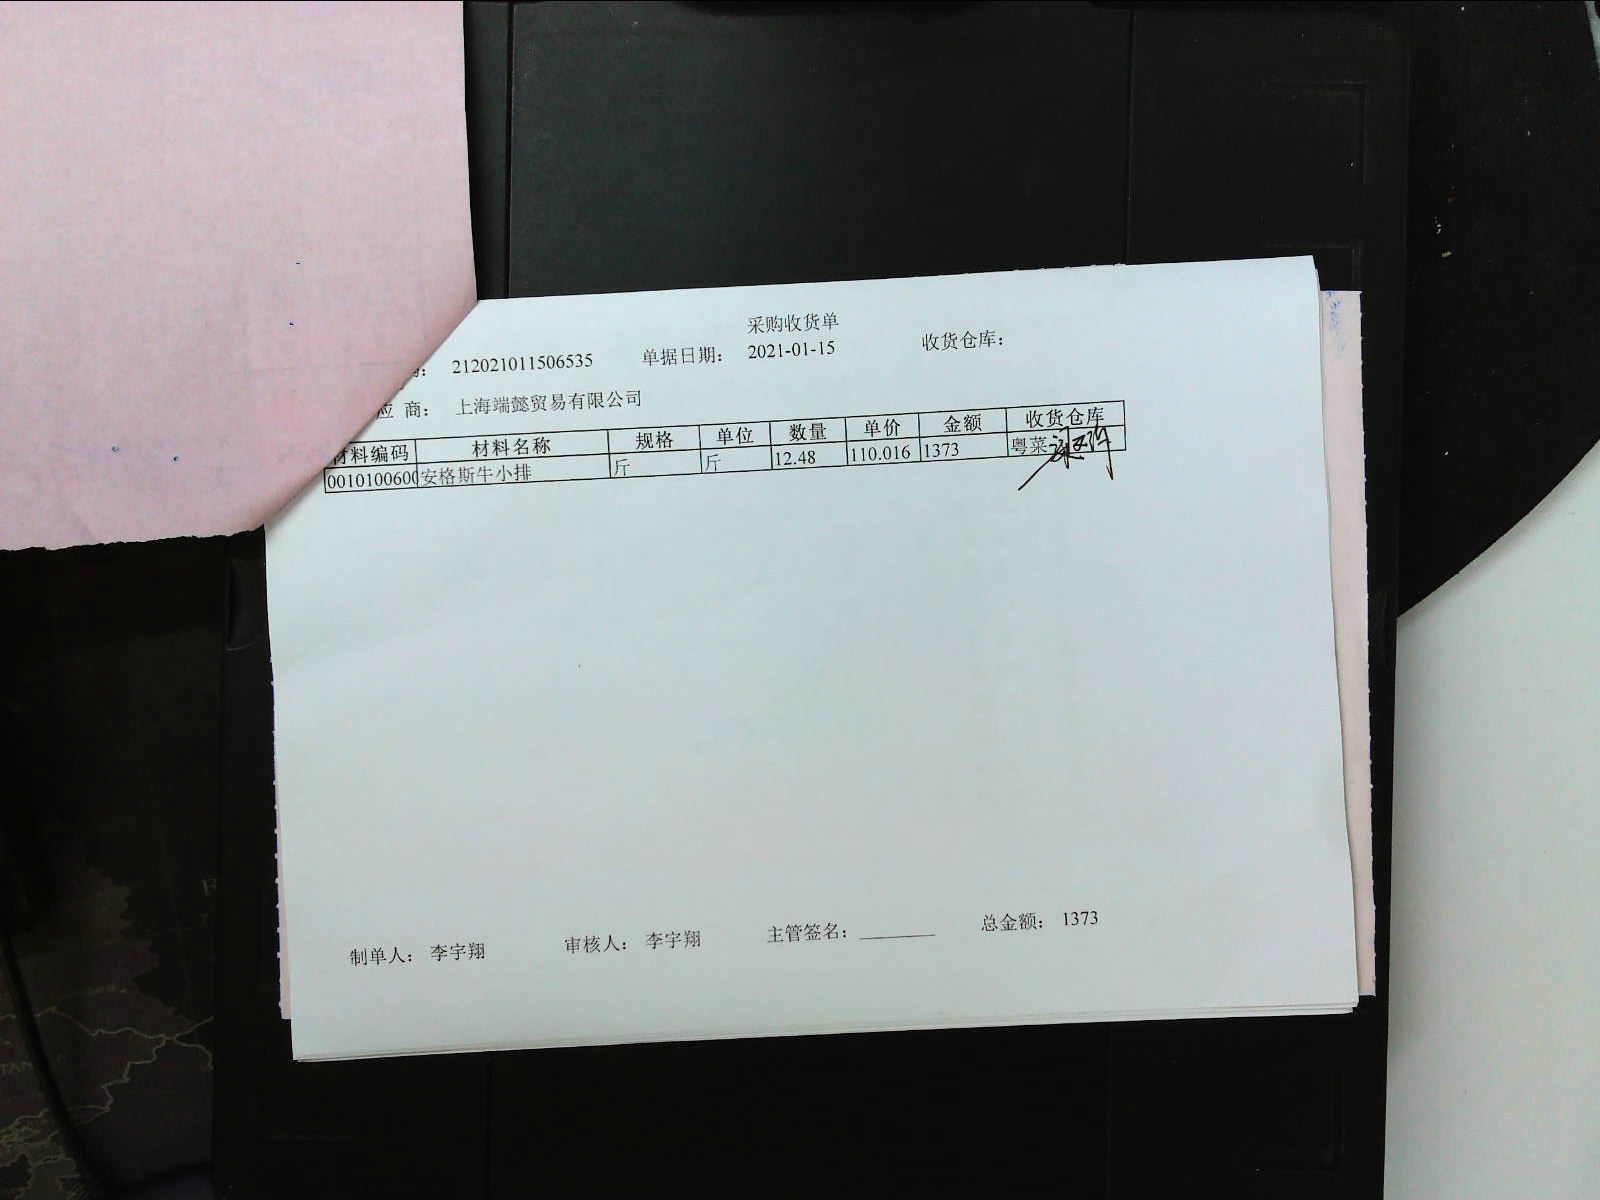 采购收货单
212021011506535 单据日期： 2021-01-15 收货仓库：
应 商： 上海端懿贸易有限公司
材料编码 材料名称 规格 单位 数量 单价 金额 收货仓库
0010100600 安格斯牛小排 斤 斤 12.48 110.016 1373 粤菜
制单人： 李宇翔 审核人： 李宇翔 主管签名： 总金额： 1373